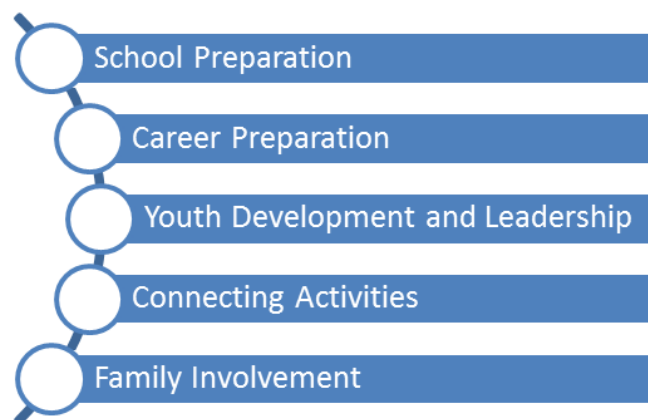 School Preparation
Career Preparation
Youth Development and Leadership
Connecting Activities
Family Involvement